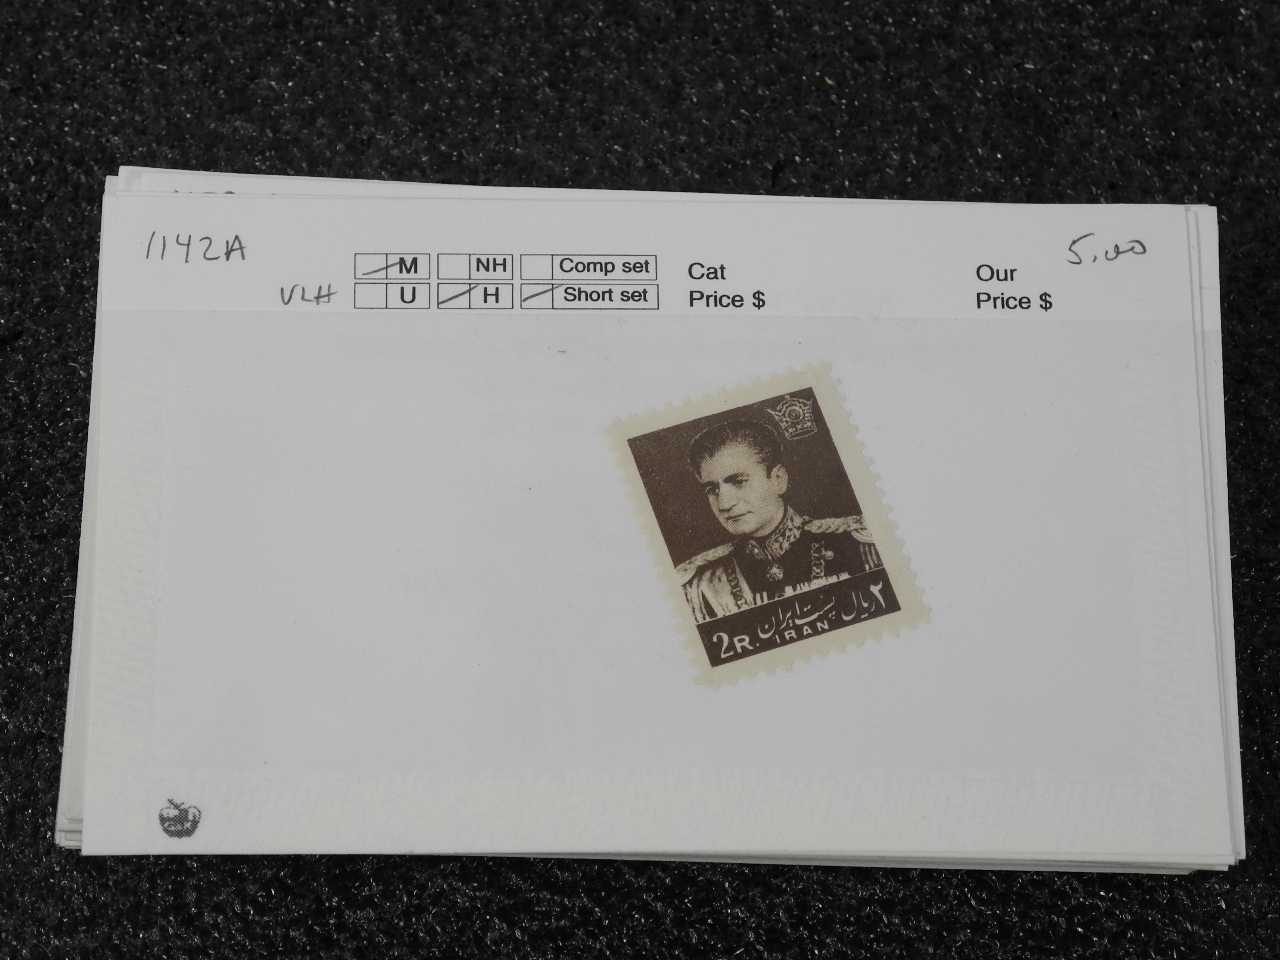 1142A
5.00
M NH Comp set
Cat
Our
VLH U H Short set
Price $
Price $
2R. پست ایران ۲ ریال
IRAN